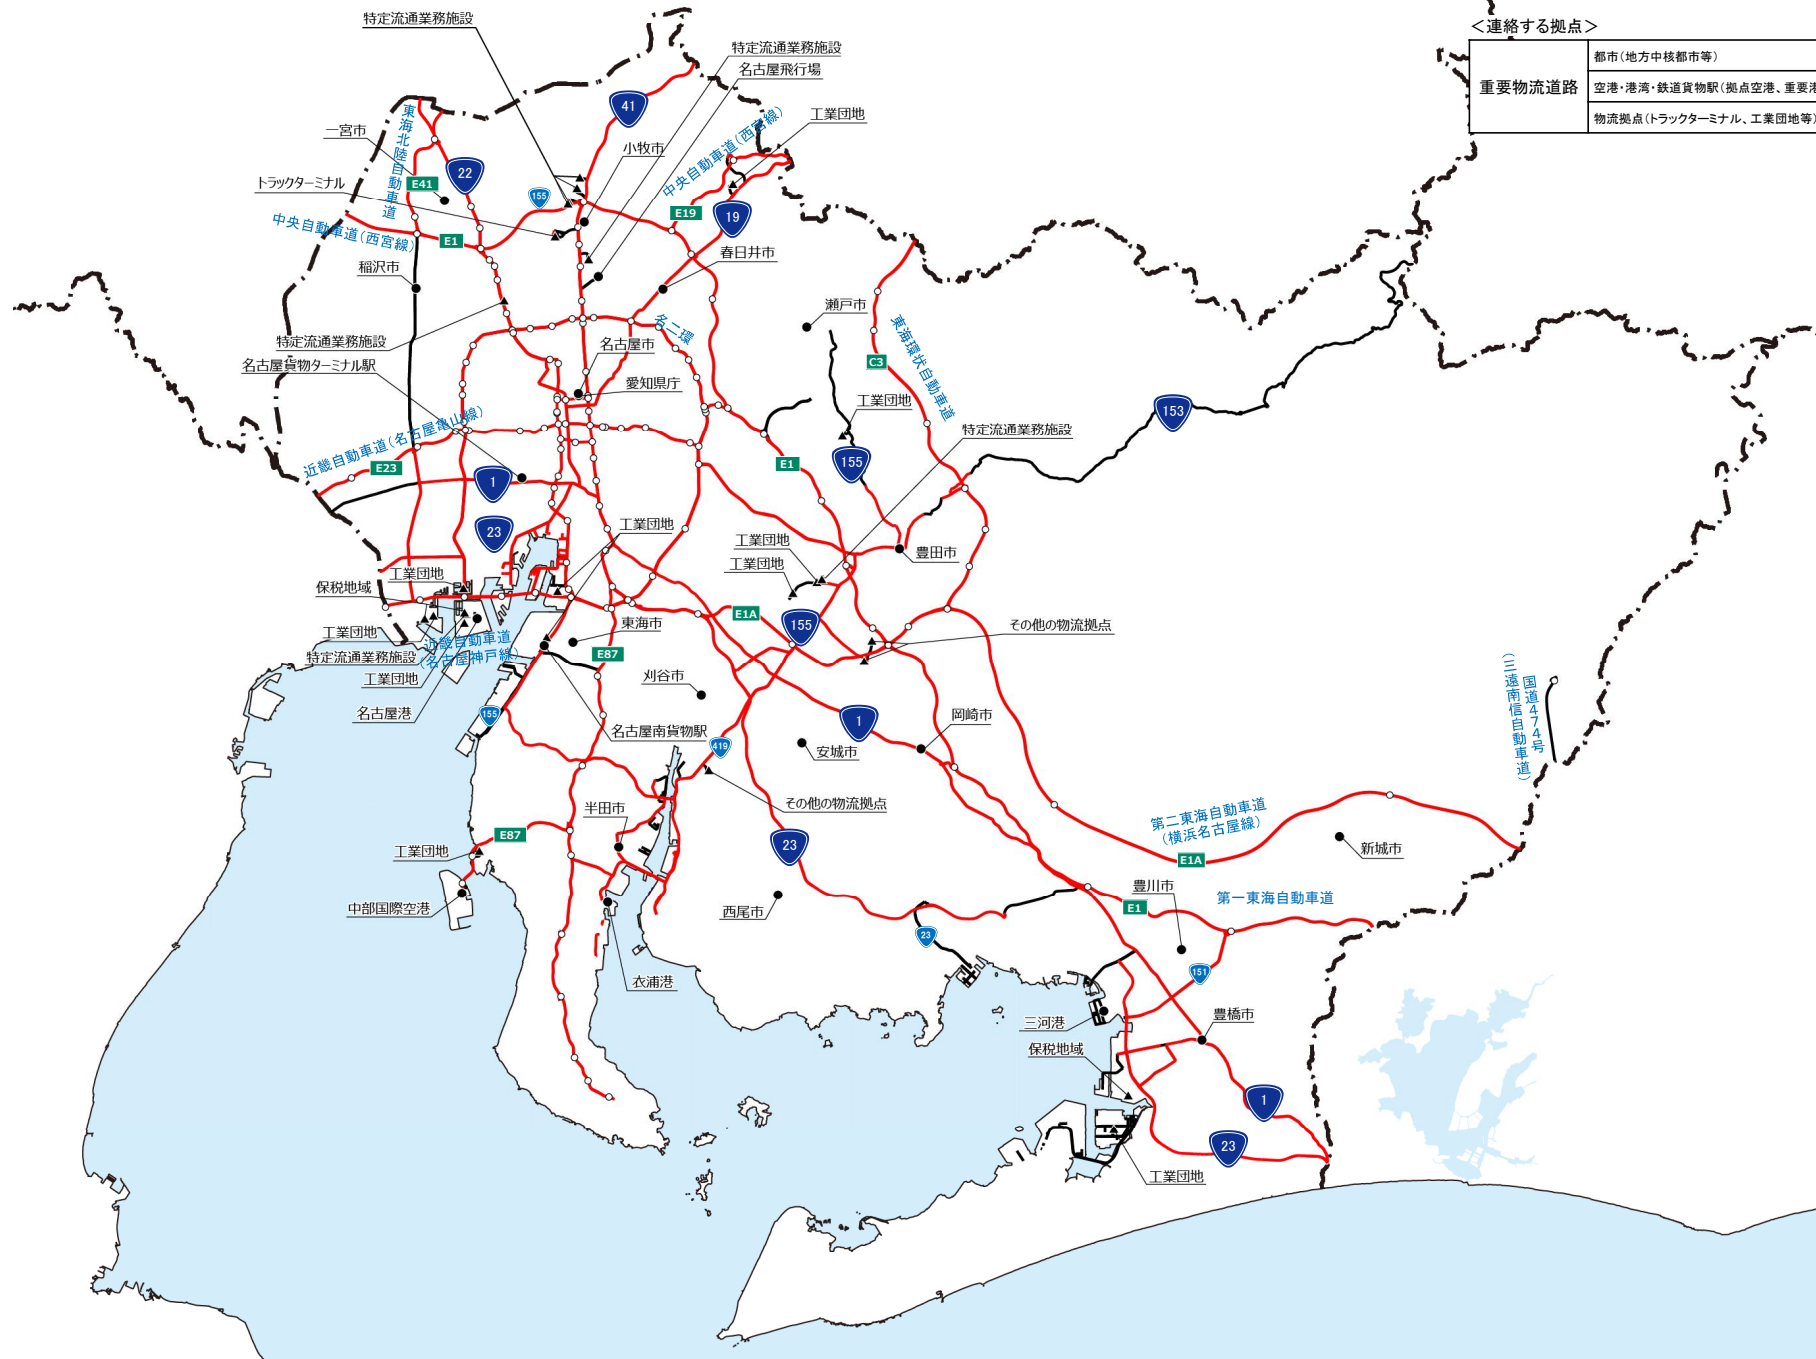 特定流通業務施設
特定流通業務施設
名古屋飛行場
工業団地
<連絡する拠点>
重要物流道路
都市(地方中核都市等)
空港・港湾・鉄道貨物駅(拠点空港、重要港
物流拠点(トラックターミナル、工業団地等)
41
東海北陸自動車道
一宮市
小牧市
中央自動車道(西宮線)
22
トラックターミナル
E41
155
E19
19
中央自動車道(西宮線)
E1
春日井市
稲沢市
瀬戸市
名二環
特定流通業務施設
名古屋市
東海環状自動車道
C3
名古屋貨物ターミナル駅
愛知県庁
工業団地
153
近畿自動車道(名古屋亀山線)
特定流通業務施設
E23
E1
155
1
23
工業団地
工業団地
豊田市
工業団地
工業団地
保税地域
E1A
155
東海市
その他の物流拠点
工業団地
近畿自動車道
(名古屋神戸線)
特定流通業務施設
E87
工業団地
刈谷市
国道474号
(三遠南信自動車道)
名古屋港
155
名古屋南貨物駅
419
1
岡崎市
安城市
その他の物流拠点
半田市
第二東海自動車道
(横浜名古屋線)
E87
23
工業団地
E1A
新城市
豊川市
第一東海自動車道
中部国際空港
西尾市
E1
23
衣浦港
151
三河港
豊橋市
保税地域
1
23
工業団地